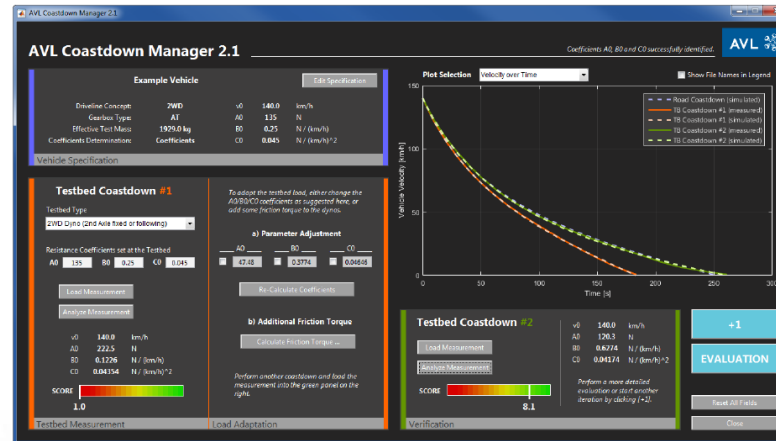 AVL Coastdown Manager 2.1
AVL Coastdown Manager 2.1
Coefficients A0, B0 and C0 successfully identified.
AVL
Example Vehicle
Edit Specification
Driveline Concept: 2WD v0 140.0 km/h
Gearbox Type: AT A0 135 N
Effective Test Mass: 1929.0 kg B0 0.25 N / (km/h)
Coefficients Determination: Coefficients C0 0.045 N / (km/h)^2
Vehicle Specification
Plot Selection Velocity over Time Show File Names in Legend
Road Coastdown (simulated)
TB Coastdown #1 (measured)
TB Coastdown #1 (simulated)
TB Coastdown #2 (measured)
TB Coastdown #2 (simulated)
Vehicle Velocity [km/h]
150
100
50
0
0 50 100 150 200 250 300
Time [s]
Testbed Coastdown #1
Testbed Type
2WD Dyno (2nd Axle fixed or following)
Resistance Coefficients set at the Testbed
A0 135 B0 0.25 C0 0.045
Load Measurement
Analyze Measurement
v0 140.0 km/h
A0 222.5 N
B0 0.1226 N / (km/h)
C0 0.04354 N / (km/h)^2
SCORE
1.0
Testbed Measurement
To adapt the testbed load, either change the
A0/B0/C0 coefficients as suggested here, or
add some friction torque to the dynos.
a) Parameter Adjustment
A0 B0 C0
47.48 0.3774 0.04646
Re-Calculate Coefficients
b) Additional Friction Torque
Calculate Friction Torque ...
Perform another coastdown and load the
measurement into the green panel on the
right.
Load Adaptation
Testbed Coastdown #2
Load Measurement
Analyze Measurement
v0 140.0 km/h
A0 120.3 N
B0 0.6274 N / (km/h)
C0 0.04174 N / (km/h)^2
SCORE
8.1
Perform a more detailed
evaluation or start another
iteration by clicking [+1].
Verification
+1
EVALUATION
Reset All Fields
Close